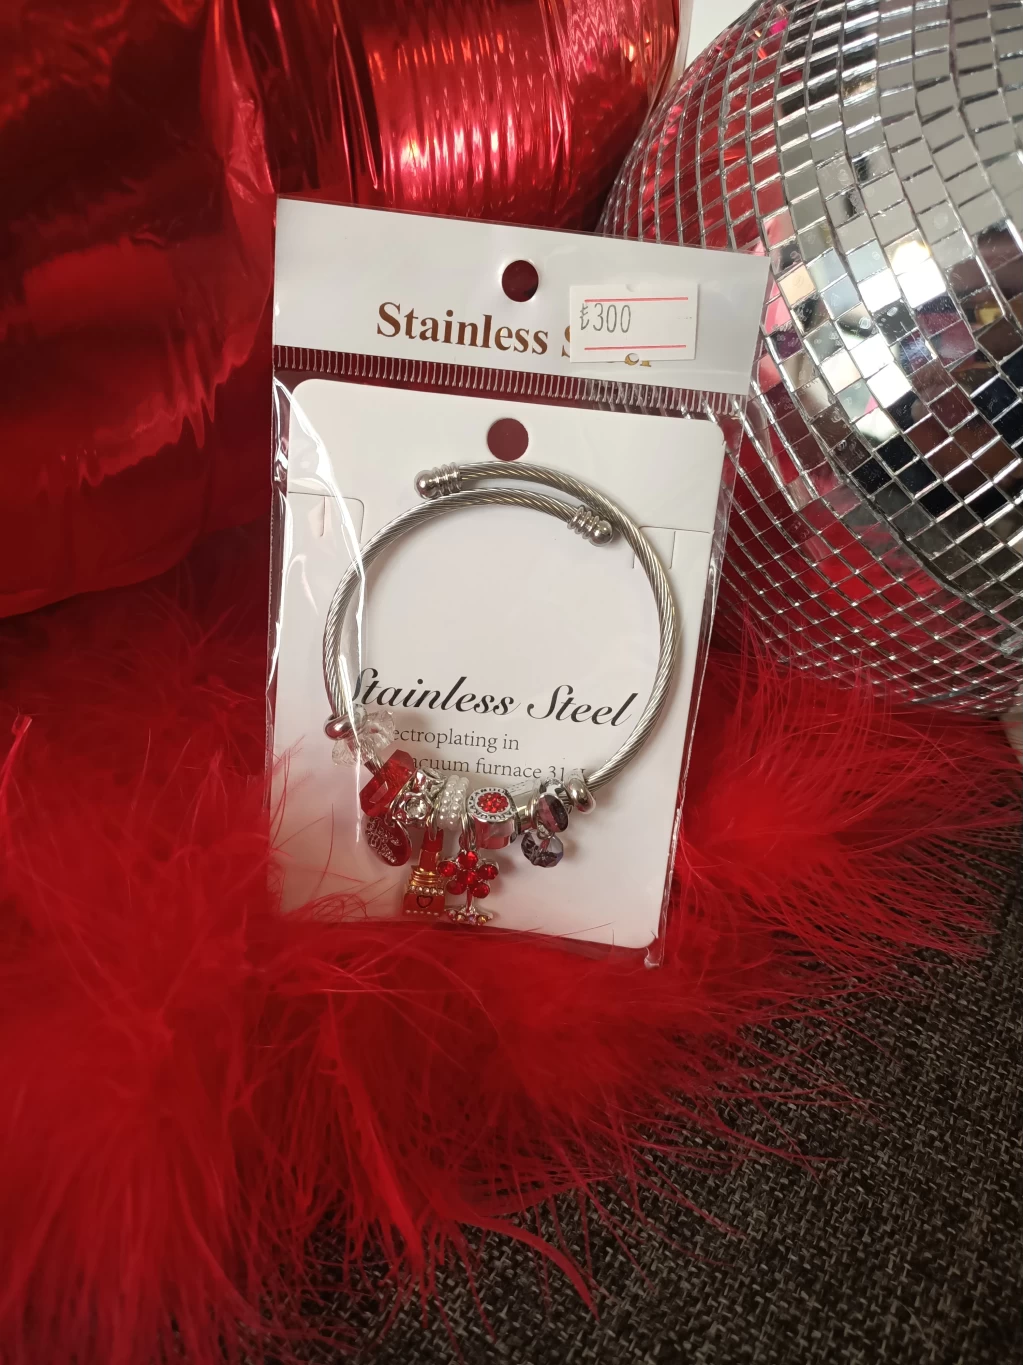 Stainless
₺300
Stainless Steel
ectroplating in
acuum furnace 31